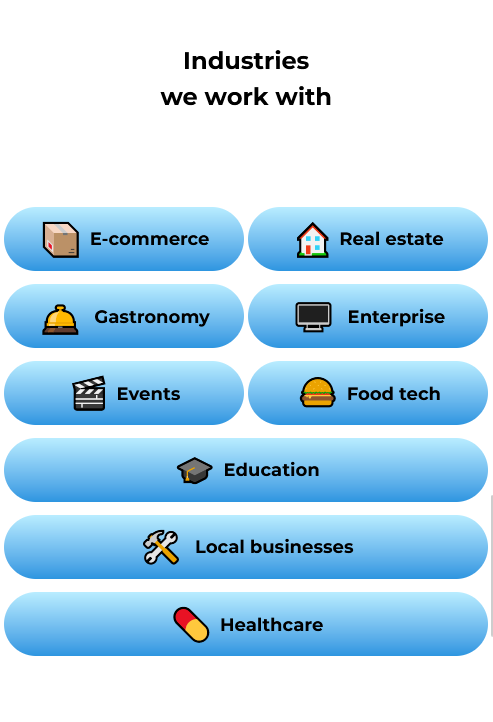 Industries
we work with
E-commerce
Real estate
Gastronomy
Enterprise
Events
Food tech
Education
Local businesses
Healthcare